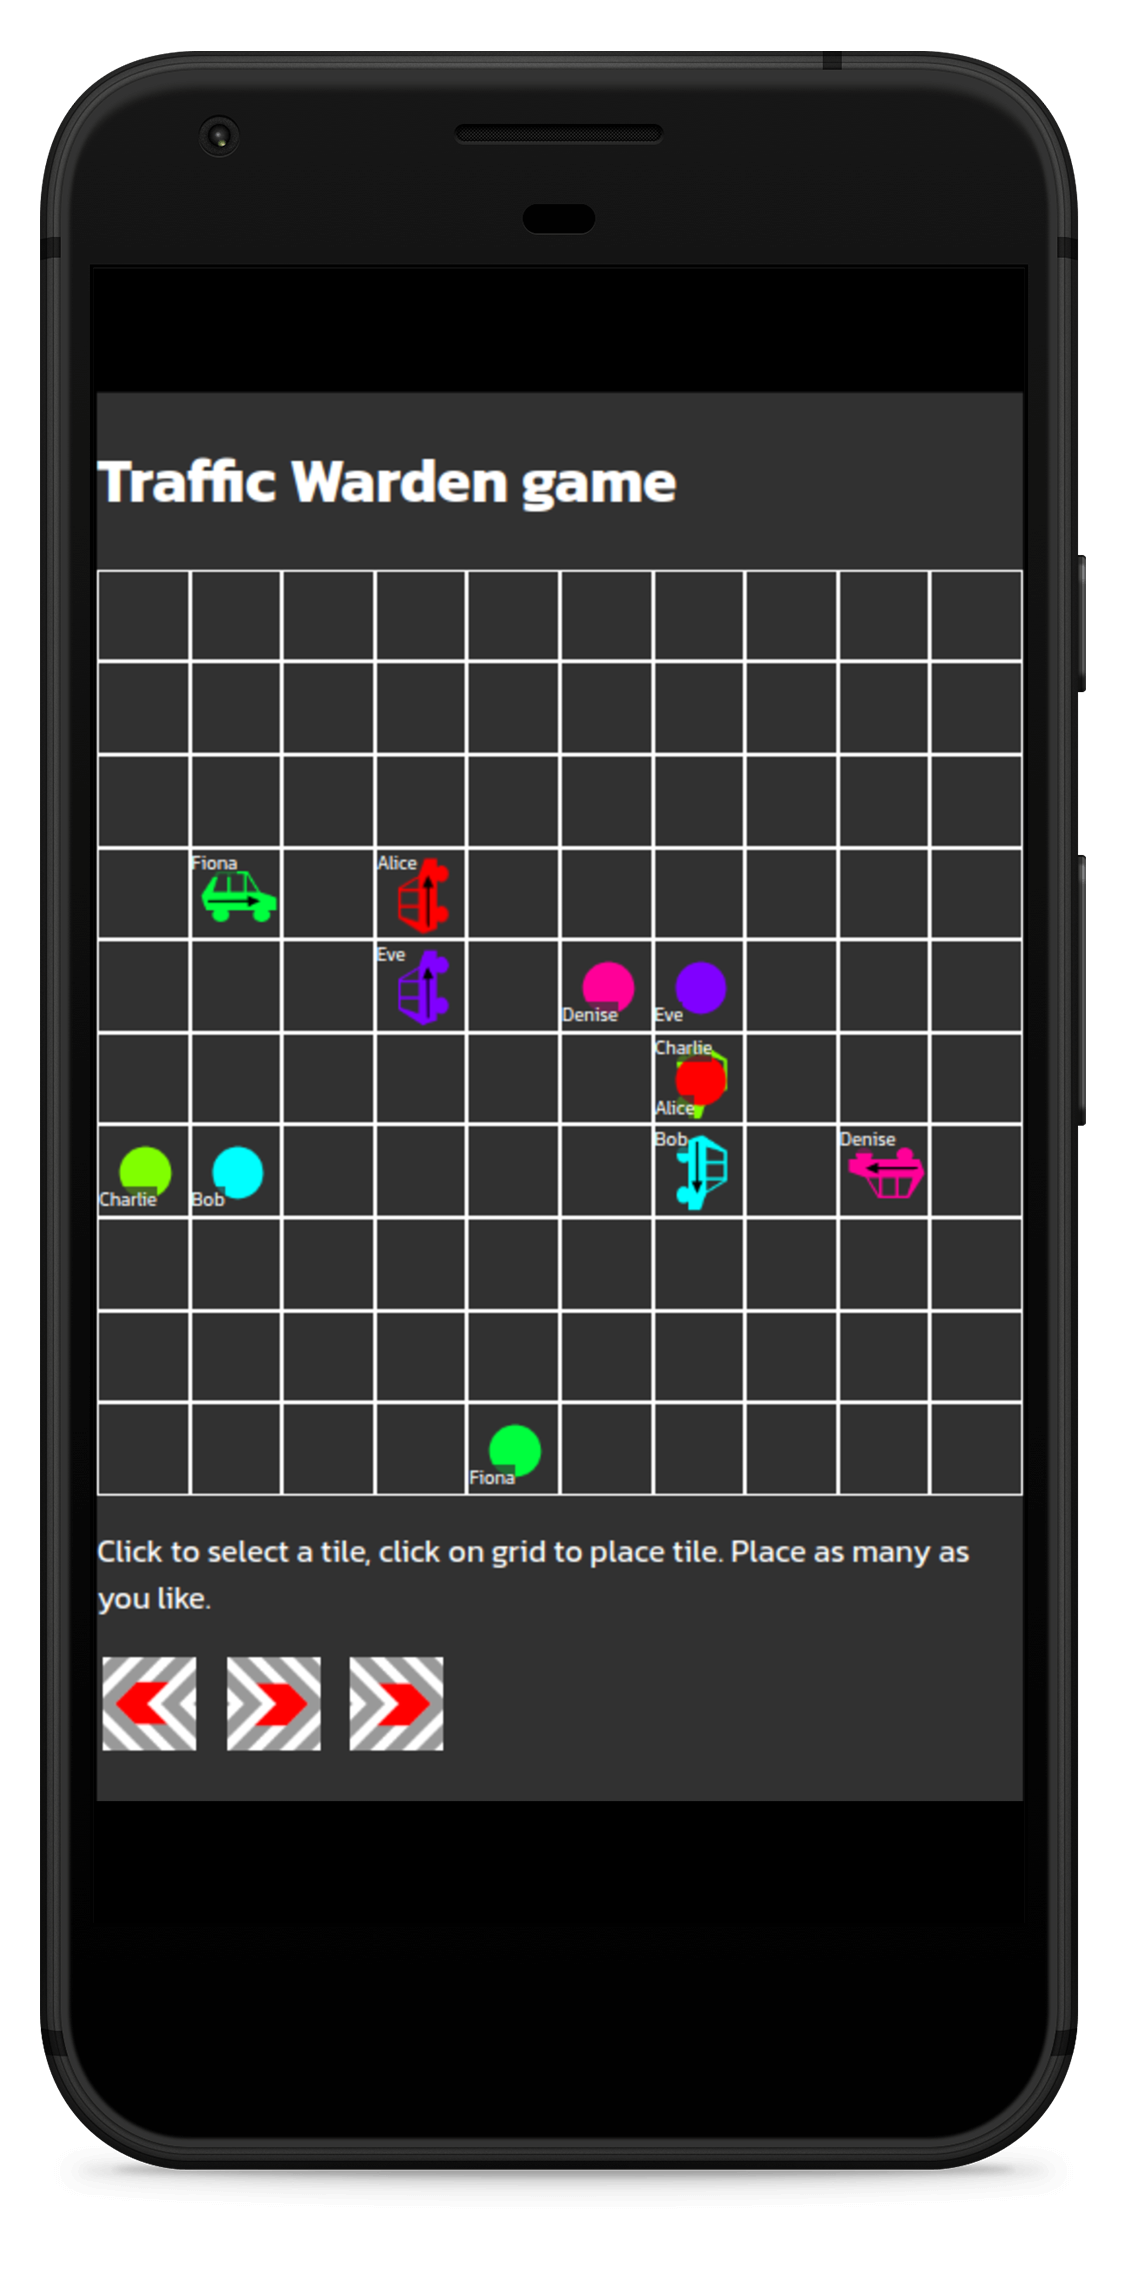 Traffic Warden game
Fiona
Alice
Eve
Denise
Eve
Charlie
Alice
Bob
Denise
Charlie
Bob
Fiona
Click to select a tile, click on grid to place tile. Place as many as
you like.